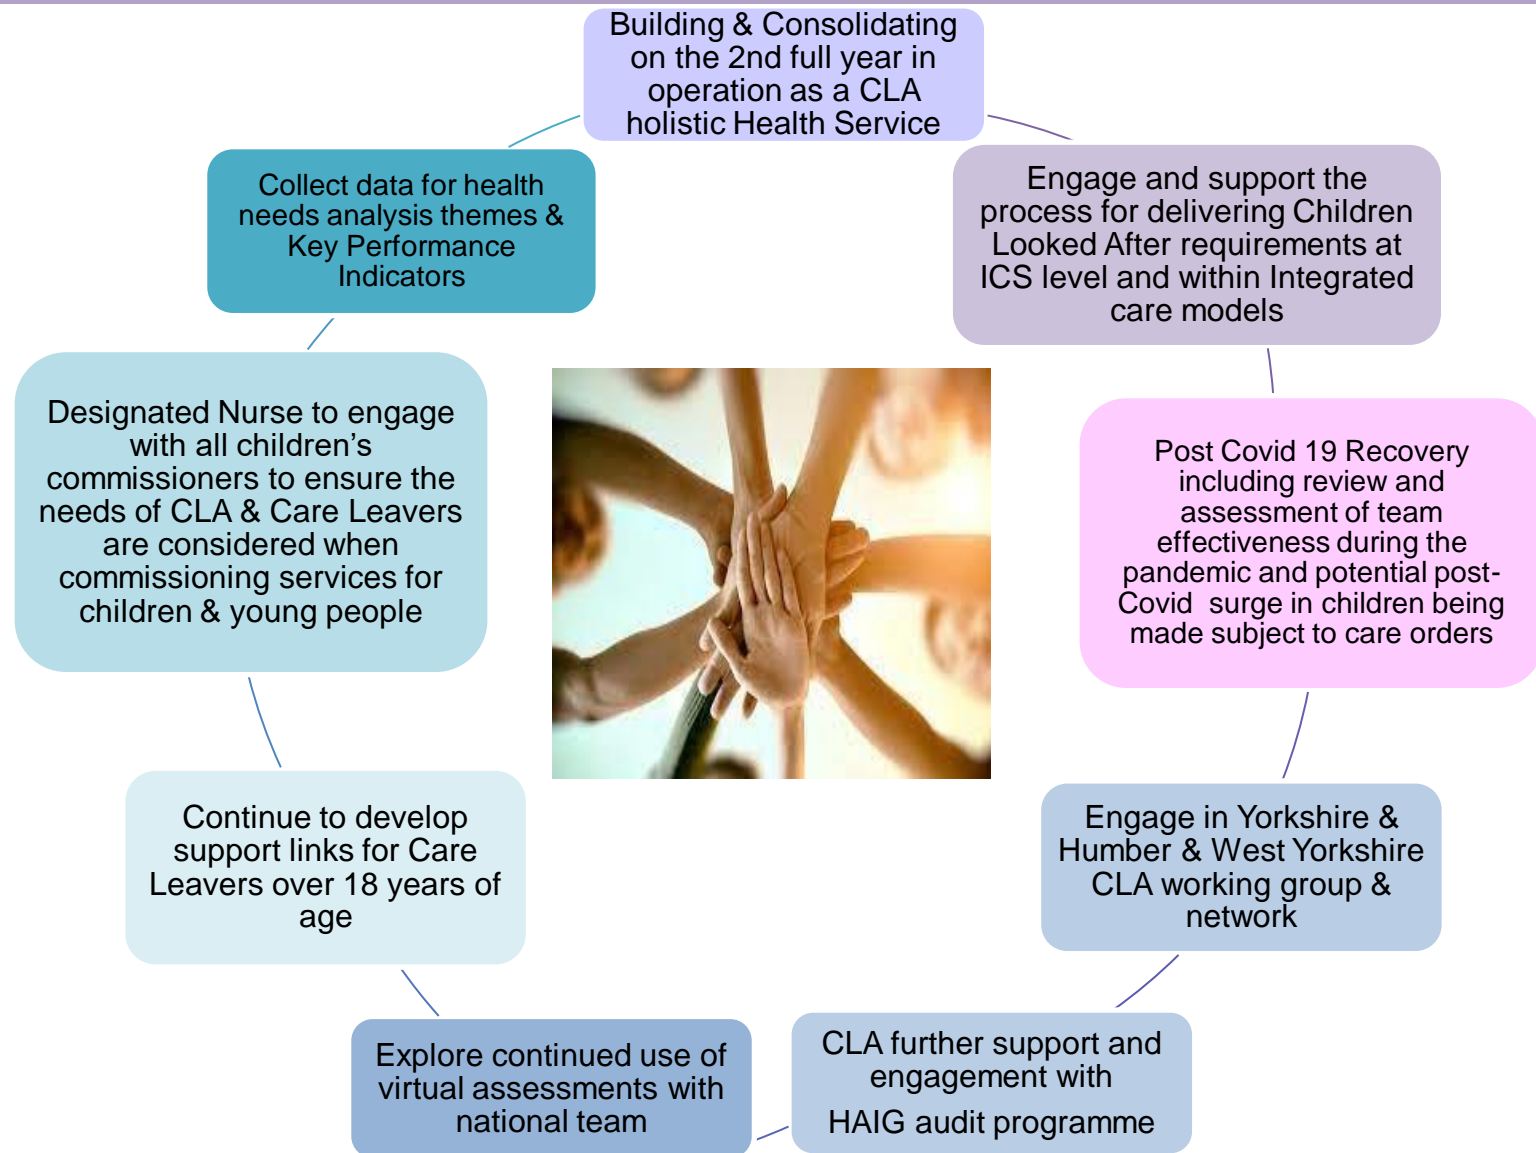 Building & Consolidating
on the 2nd full year in
operation as a CLA
holistic Health Service
Engage and support the
process for delivering Children
Looked After requirements at
ICS level and within Integrated
care models
Post Covid 19 Recovery
including review and
assessment of team
effectiveness during the
pandemic and potential post-
Covid  surge in children being
made subject to care orders
Engage in Yorkshire &
Humber & West Yorkshire
CLA working group &
network
CLA further support and
engagement with
HAIG audit programme
Explore continued use of
virtual assessments with
national team
Continue to develop
support links for Care
Leavers over 18 years of
age
Designated Nurse to engage
with all children’s
commissioners to ensure the
needs of CLA & Care Leavers
are considered when
commissioning services for
children & young people
Collect data for health
needs analysis themes &
Key Performance
Indicators